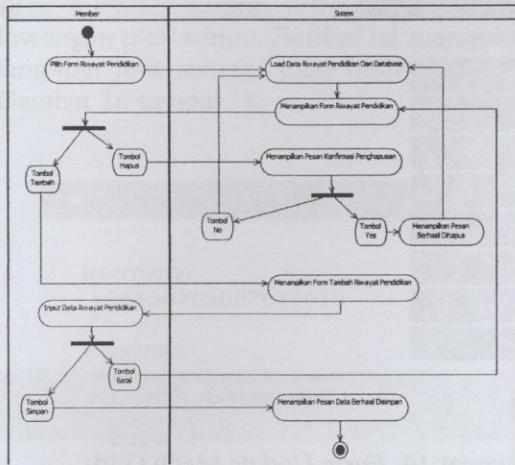 Member
Sistem
Pilih Form Riwayat Pendidikan
Load Data Riwayat Pendidikan Dari Database
Menampilkan Form Riwayat Pendidikan
Tombol
Tambah
Tombol
Hapus
Menampilkan Pesan Konfirmasi Penghapusan
Tombol
No
Tombol
Yes
Menampilkan Pesan
Berhasil Dihapus
Menampilkan Form Tambah Riwayat Pendidikan
Input Data Riwayat Pendidikan
Tombol
Batal
Tombol
Simpan
Menampilkan Pesan Data Berhasil Disimpan